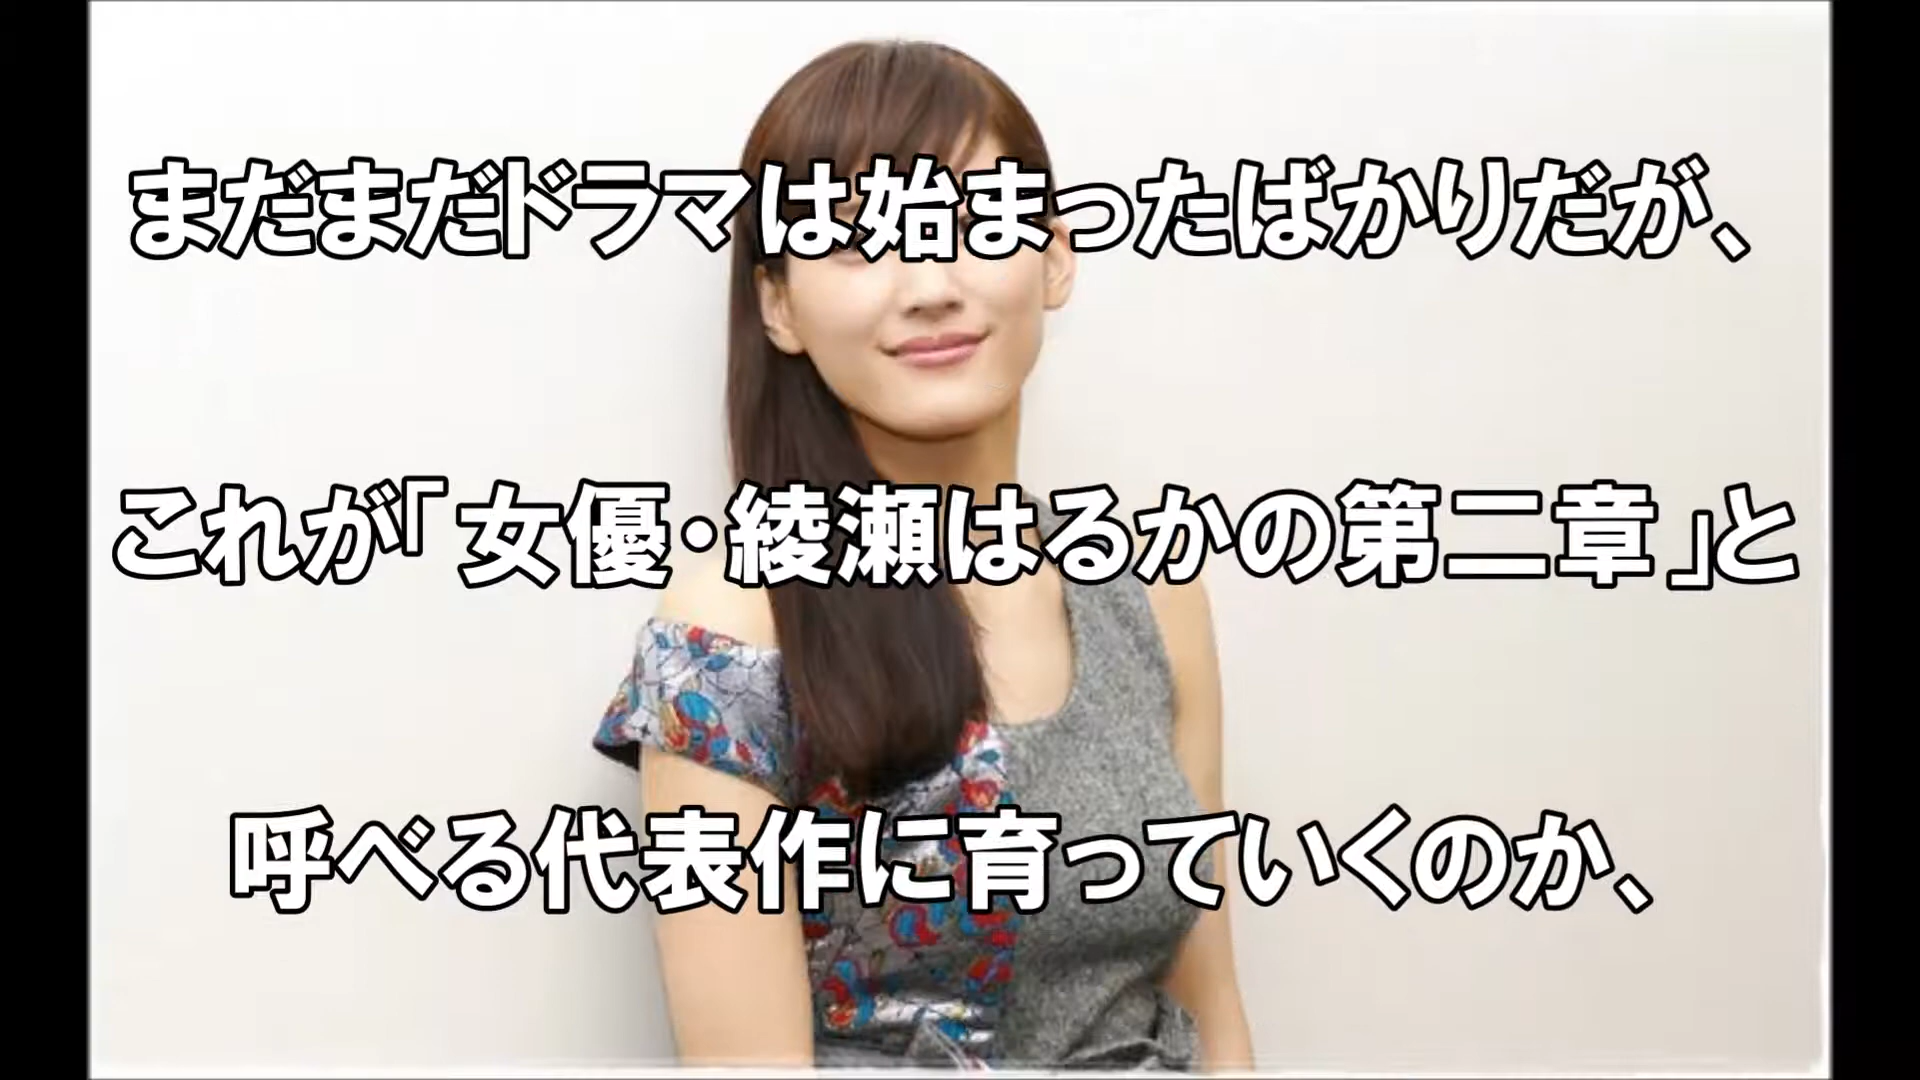 まだまだドラマは始まったばかりだが、
これが「女優・綾瀬はるかの第二章」と
呼べる代表作に育っていくのか、